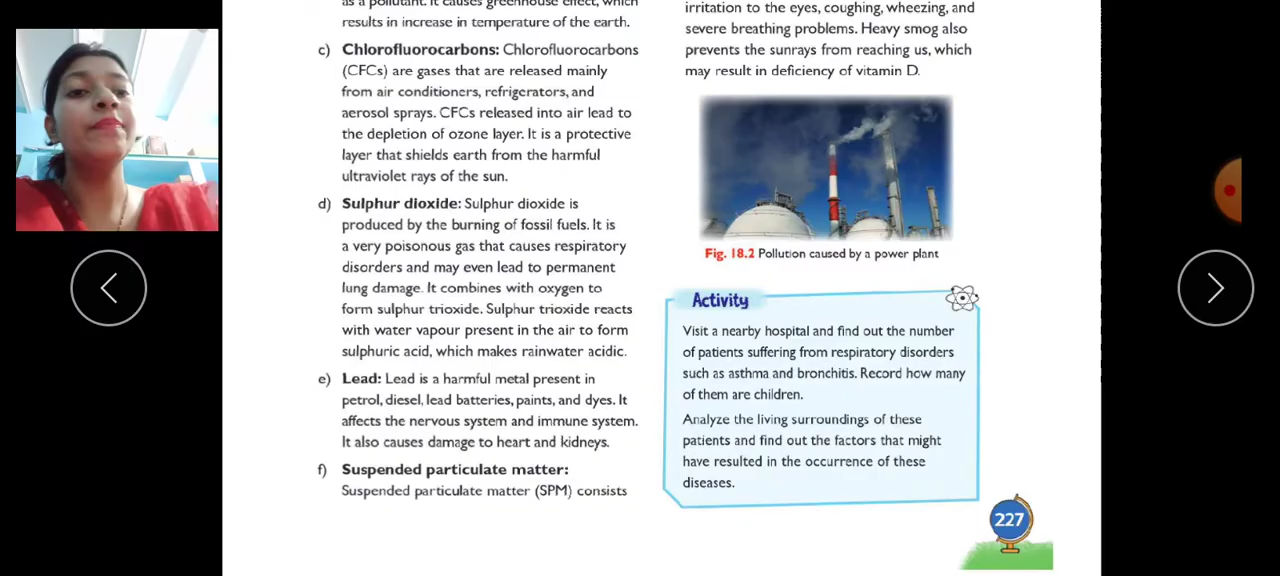 as a pollutant. It causes greenhouse effect, which
results in increase in temperature of the earth.
c) Chlorofluorocarbons: Chlorofluorocarbons
(CFCs) are gases that are released mainly
from air conditioners, refrigerators, and
aerosol sprays. CFCs released into air lead to
the depletion of ozone layer. It is a protective
layer that shields earth from the harmful
ultraviolet rays of the sun.
d) Sulphur dioxide: Sulphur dioxide is
produced by the burning of fossil fuels. It is
a very poisonous gas that causes respiratory
disorders and may even lead to permanent
lung damage. It combines with oxygen to
form sulphur trioxide. Sulphur trioxide reacts
with water vapour present in the air to form
sulphuric acid, which makes rainwater acidic.
e) Lead: Lead is a harmful metal present in
petrol, diesel, lead batteries, paints, and dyes. It
affects the nervous system and immune system.
It also causes damage to heart and kidneys.
f) Suspended particulate matter:
Suspended particulate matter (SPM) consists
irritation to the eyes, coughing, wheezing, and
severe breathing problems. Heavy smog also
prevents the sunrays from reaching us, which
may result in deficiency of vitamin D.
Fig. 18.2 Pollution caused by a power plant
Activity
Visit a nearby hospital and find out the number
of patients suffering from respiratory disorders
such as asthma and bronchitis. Record how many
of them are children.
Analyze the living surroundings of these
patients and find out the factors that might
have resulted in the occurrence of these
diseases.
227